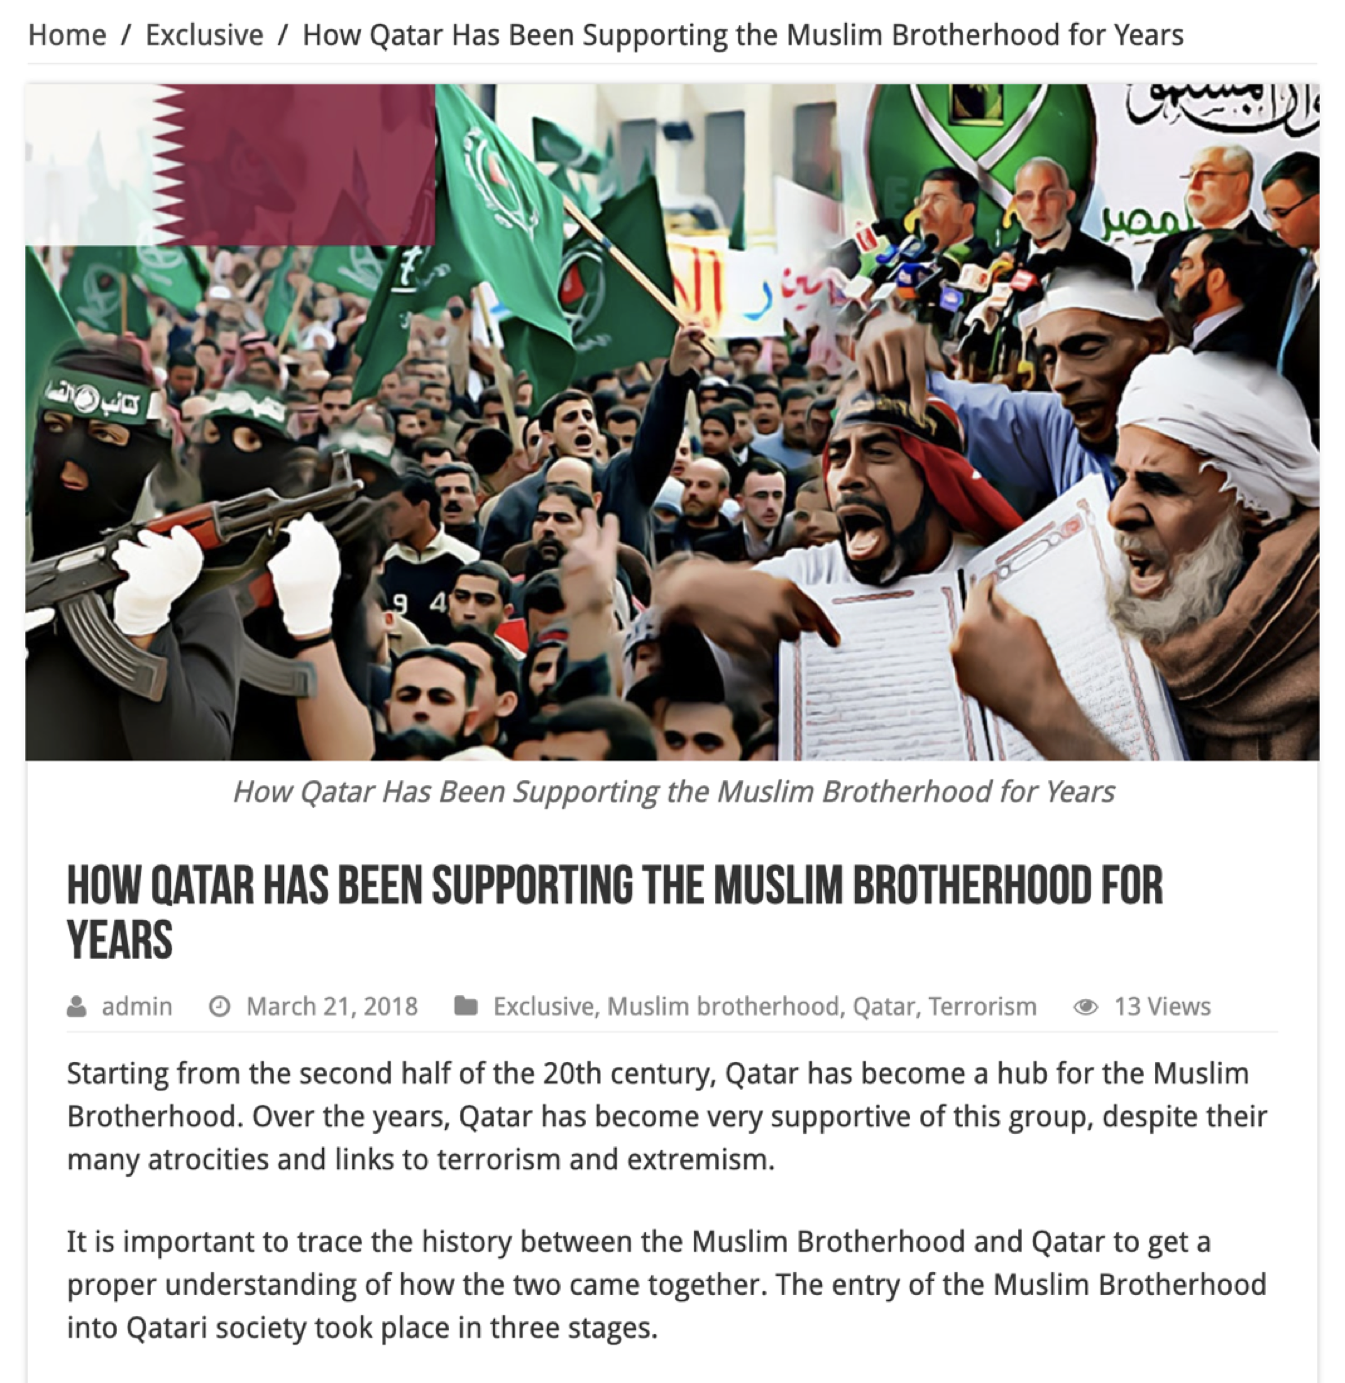 Home / Exclusive / How Qatar Has Been Supporting the Muslim Brotherhood for Years
لمصر
كتائب القسا
9 4
How Qatar Has Been Supporting the Muslim Brotherhood for Years
HOW QATAR HAS BEEN SUPPORTING THE MUSLIM BROTHERHOOD FOR
YEARS
admin March 21, 2018 Exclusive, Muslim brotherhood, Qatar, Terrorism 13 Views
Starting from the second half of the 20th century, Qatar has become a hub for the Muslim
Brotherhood. Over the years, Qatar has become very supportive of this group, despite their
many atrocities and links to terrorism and extremism.
It is important to trace the history between the Muslim Brotherhood and Qatar to get a
proper understanding of how the two came together. The entry of the Muslim Brotherhood
into Qatari society took place in three stages.